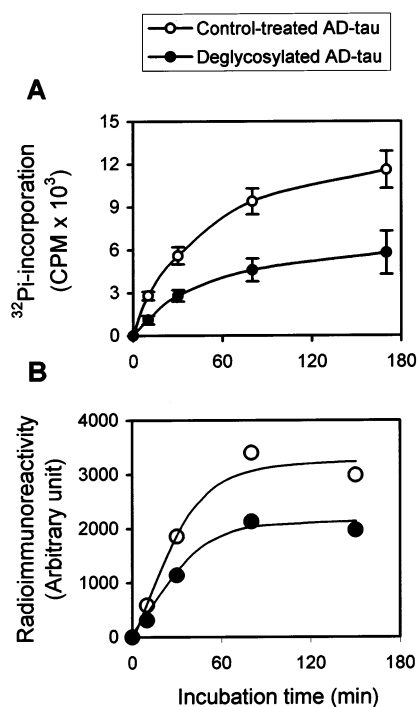 Control-treated AD-tau
Deglycosylated AD-tau
A
³²Pi-incorporation
(CPM x 10³)
15
12
9
6
3
0
0 60 120 180
B
Radioimmunoreactivity
(Arbitrary unit)
4000
3000
2000
1000
0
0 60 120 180
Incubation time (min)